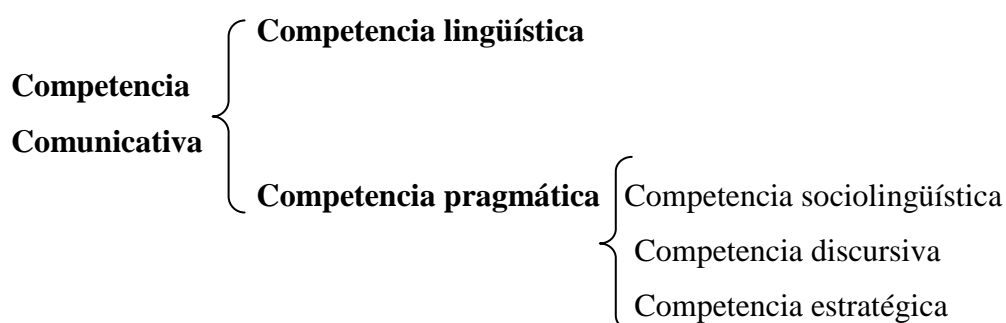 Competencia lingüística
Competencia
Comunicativa
Competencia pragmática Competencia sociolingüística
Competencia discursiva
Competencia estratégica